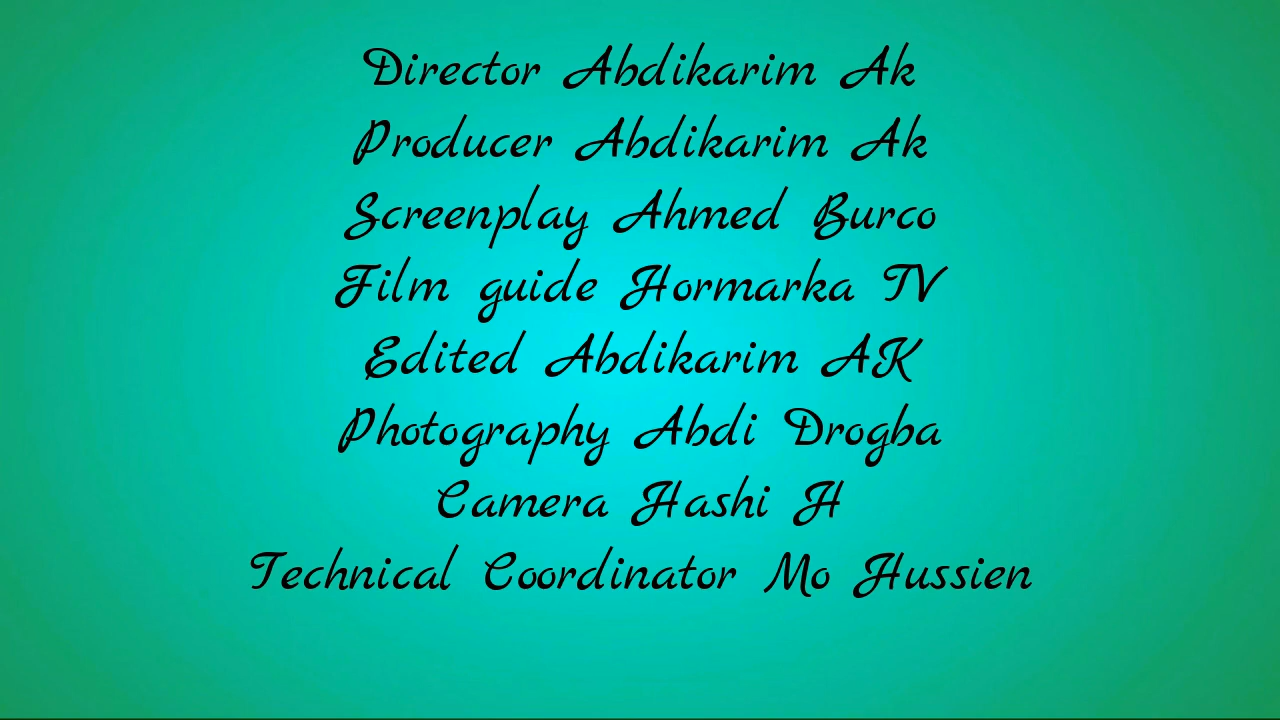 Director Abdikarim Ak
Producer Abdikarim Ak
Screenplay Ahmed Burco
Film guide Hormarka TV
Edited Abdikarim AK
Photography Abdi Drogba
Camera Hashi H
Technical Coordinator Mo Hussien